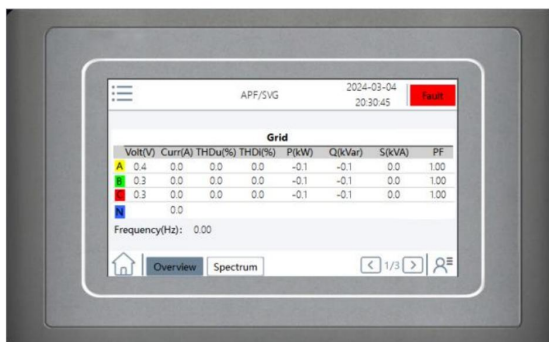 APF/SVG
2024-03-04
20:30:45
Fault
Grid
Volt(V) Curr(A) THDu(%) THDi(%) P(kW) Q(kVar) S(kVA) PF
A 0.4 0.0 0.0 0.0 -0.1 -0.1 0.0 1.00
B 0.3 0.0 0.0 0.0 -0.1 -0.1 0.0 1.00
C 0.3 0.0 0.0 0.0 -0.1 -0.1 0.0 1.00
N 0.0
Frequency(Hz): 0.00
Overview Spectrum < 1/3 >